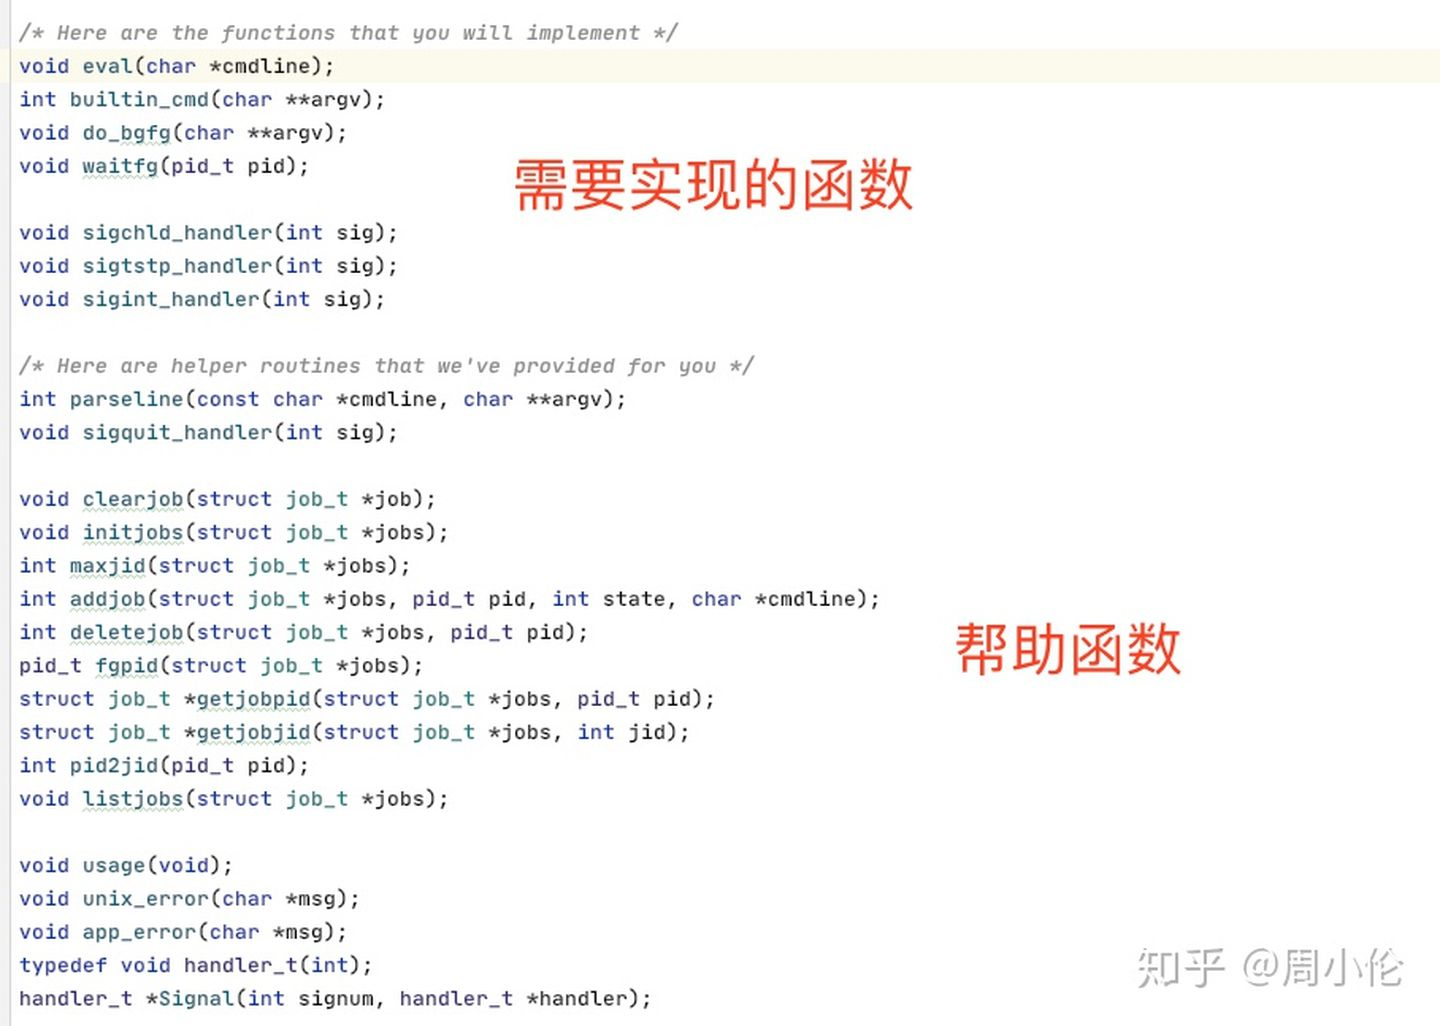 /* Here are the functions that you will implement */
void eval(char *cmdline);
int builtin_cmd(char **argv);
void do_bgfg(char **argv);
void waitfg(pid_t pid);
需要实现的函数
void sigchld_handler(int sig);
void sigtstp_handler(int sig);
void sigint_handler(int sig);
/* Here are helper routines that we've provided for you */
int parseline(const char *cmdline, char **argv);
void sigquit_handler(int sig);
void clearjob(struct job_t *job);
void initjobs(struct job_t *jobs);
int maxjid(struct job_t *jobs);
int addjob(struct job_t *jobs, pid_t pid, int state, char *cmdline);
int deletejob(struct job_t *jobs, pid_t pid);
帮助函数
pid_t fgpid(struct job_t *jobs);
struct job_t *getjobpid(struct job_t *jobs, pid_t pid);
struct job_t *getjobjid(struct job_t *jobs, int jid);
int pid2jid(pid_t pid);
void listjobs(struct job_t *jobs);
void usage(void);
void unix_error(char *msg);
void app_error(char *msg);
typedef void handler_t(int);
handler_t *Signal(int signum, handler_t *handler);
知乎 @周小伦